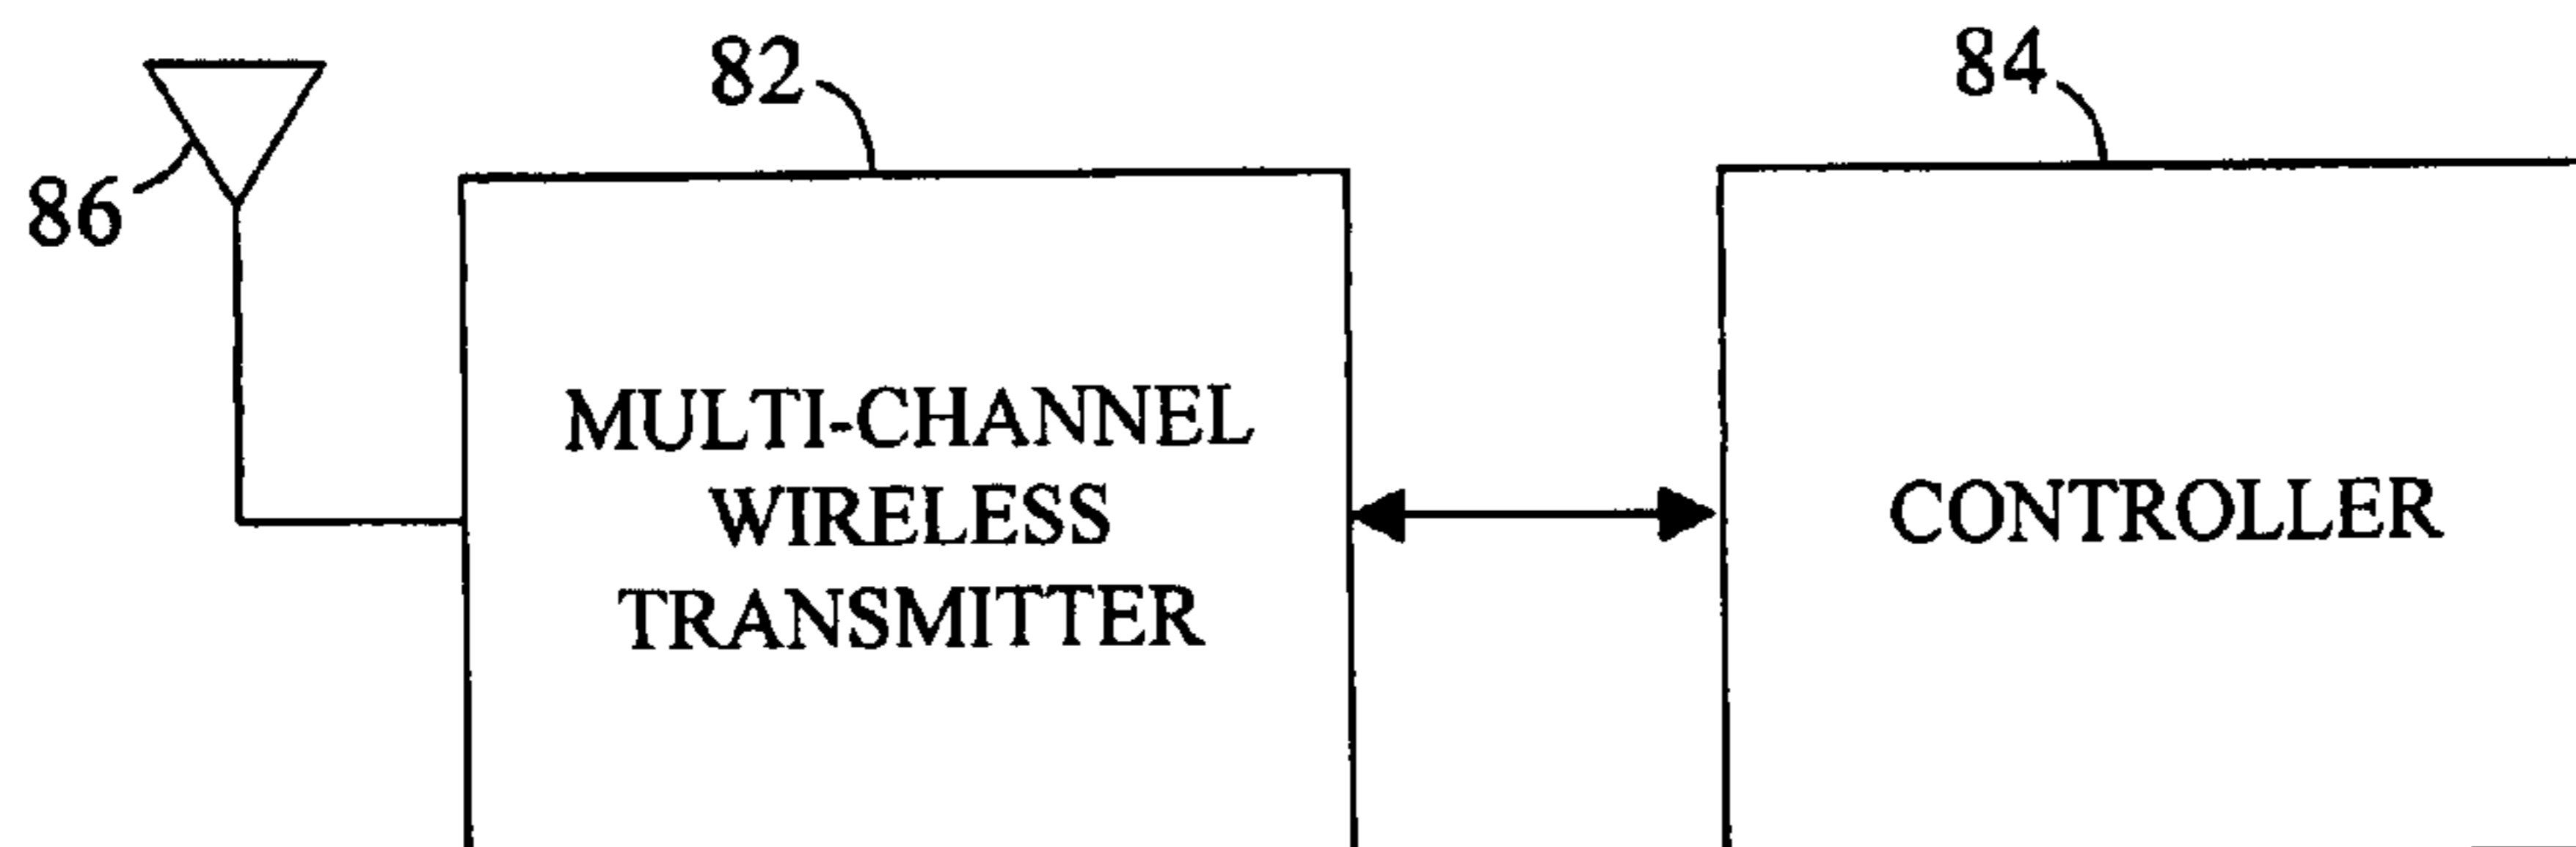 82
84
86
MULTI-CHANNEL
WIRELESS
TRANSMITTER
CONTROLLER